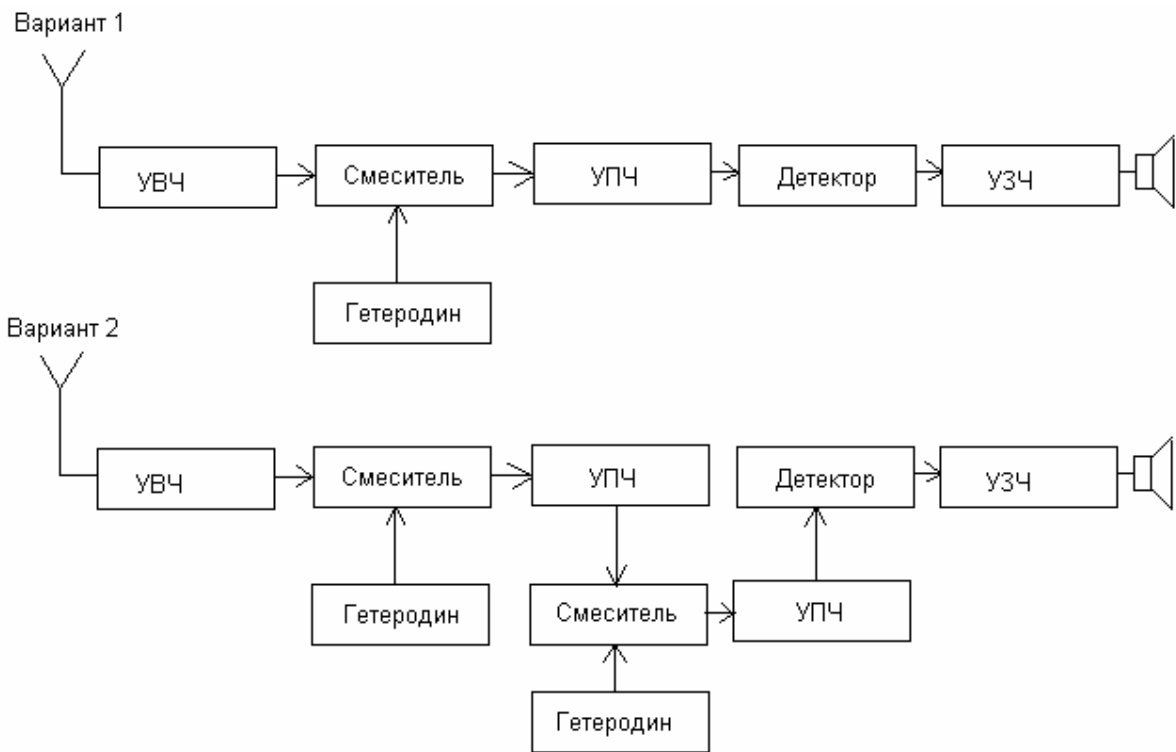 Вариант 1
УВЧ
Смеситель
УПЧ
Детектор
УЗЧ
Гетеродин
Вариант 2
УВЧ
Смеситель
УПЧ
Детектор
УЗЧ
Гетеродин
Смеситель
УПЧ
Гетеродин